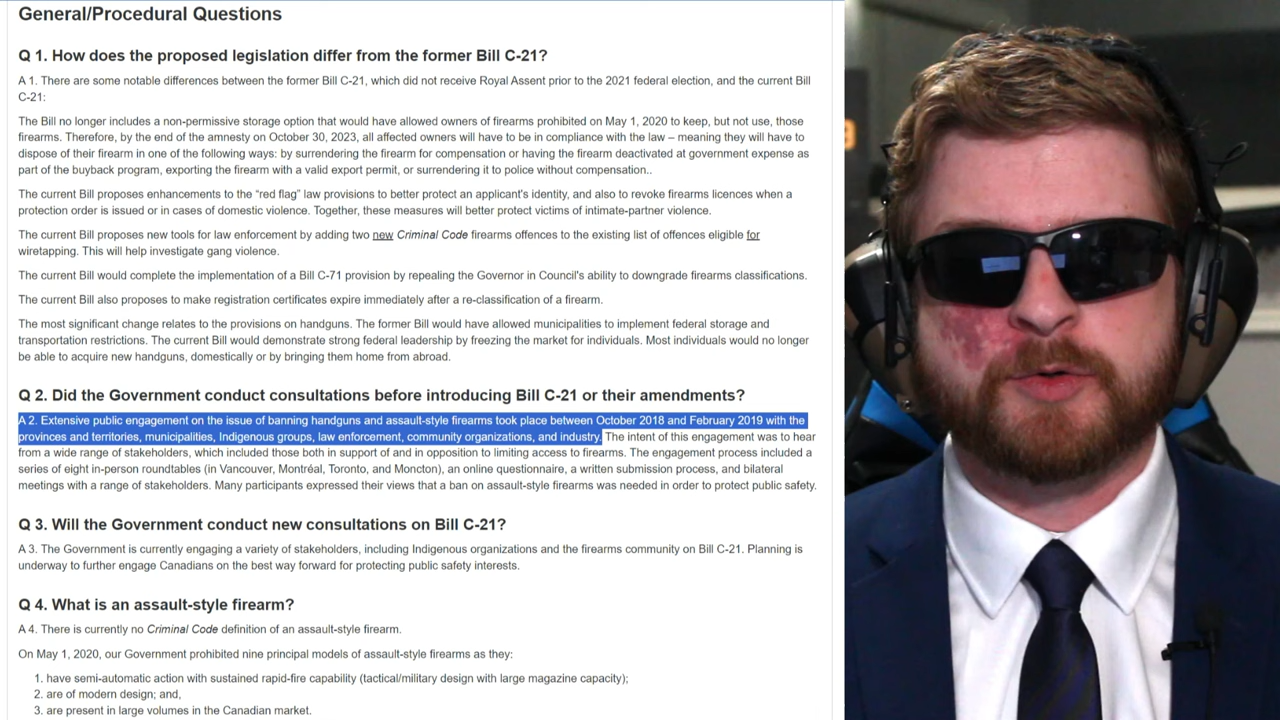 General/Procedural Questions
Q 1. How does the proposed legislation differ from the former Bill C-21?
A 1. There are some notable differences between the former Bill C-21, which did not receive Royal Assent prior to the 2021 federal election, and the current Bill
C-21:
The Bill no longer includes a non-permissive storage option that would have allowed owners of firearms prohibited on May 1, 2020 to keep, but not use, those
firearms. Therefore, by the end of the amnesty on October 30, 2023, all affected owners will have to be in compliance with the law – meaning they will have to
dispose of their firearm in one of the following ways: by surrendering the firearm for compensation or having the firearm deactivated at government expense as
part of the buyback program, exporting the firearm with a valid export permit, or surrendering it to police without compensation..
The current Bill proposes enhancements to the “red flag” law provisions to better protect an applicant's identity, and also to revoke firearms licences when a
protection order is issued or in cases of domestic violence. Together, these measures will better protect victims of intimate-partner violence.
The current Bill proposes new tools for law enforcement by adding two new Criminal Code firearms offences to the existing list of offences eligible for
wiretapping. This will help investigate gang violence.
The current Bill would complete the implementation of a Bill C-71 provision by repealing the Governor in Council's ability to downgrade firearms classifications.
The current Bill also proposes to make registration certificates expire immediately after a re-classification of a firearm.
The most significant change relates to the provisions on handguns. The former Bill would have allowed municipalities to implement federal storage and
transportation restrictions. The current Bill would demonstrate strong federal leadership by freezing the market for individuals. Most individuals would no longer
be able to acquire new handguns, domestically or by bringing them home from abroad.
Q 2. Did the Government conduct consultations before introducing Bill C-21 or their amendments?
A 2. Extensive public engagement on the issue of banning handguns and assault-style firearms took place between October 2018 and February 2019 with the
provinces and territories, municipalities, Indigenous groups, law enforcement, community organizations, and industry. The intent of this engagement was to hear
from a wide range of stakeholders, which included those both in support of and in opposition to limiting access to firearms. The engagement process included a
series of eight in-person roundtables (in Vancouver, Montréal, Toronto, and Moncton), an online questionnaire, a written submission process, and bilateral
meetings with a range of stakeholders. Many participants expressed their views that a ban on assault-style firearms was needed in order to protect public safety.
Q 3. Will the Government conduct new consultations on Bill C-21?
A 3. The Government is currently engaging a variety of stakeholders, including Indigenous organizations and the firearms community on Bill C-21. Planning is
underway to further engage Canadians on the best way forward for protecting public safety interests.
Q 4. What is an assault-style firearm?
A 4. There is currently no Criminal Code definition of an assault-style firearm.
On May 1, 2020, our Government prohibited nine principal models of assault-style firearms as they:
1. have semi-automatic action with sustained rapid-fire capability (tactical/military design with large magazine capacity);
2. are of modern design; and,
3. are present in large volumes in the Canadian market.